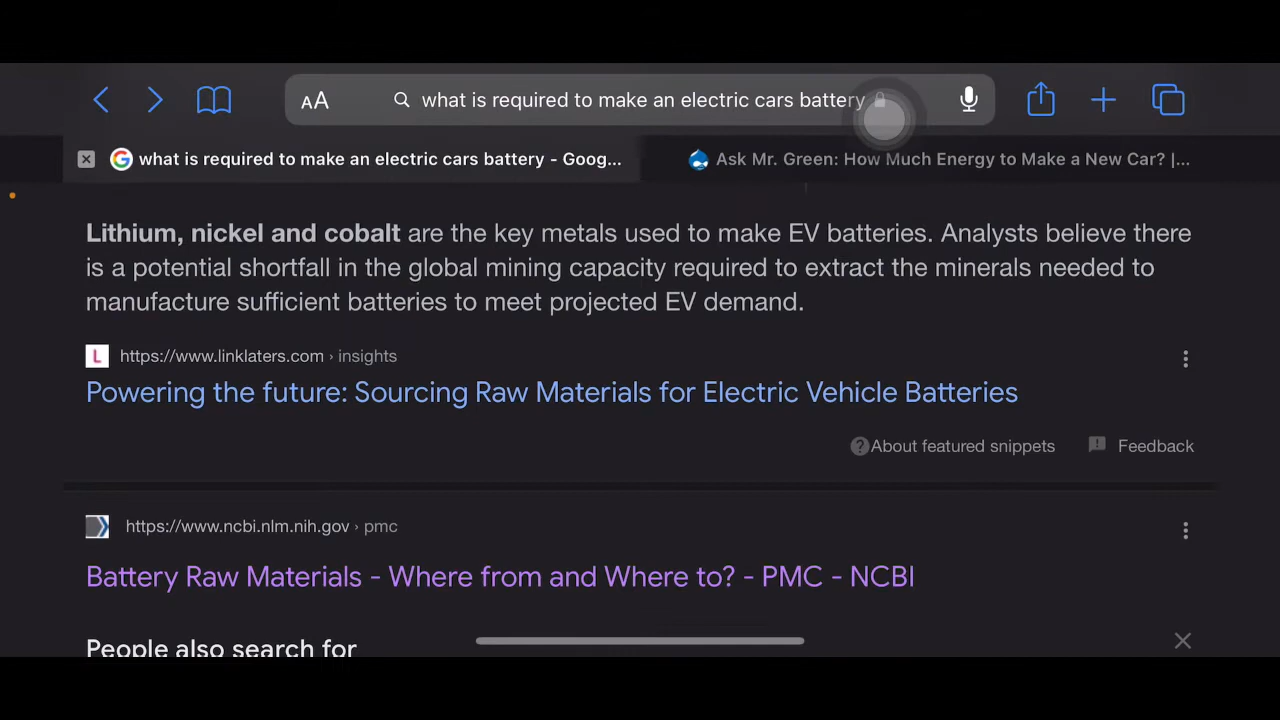 AA what is required to make an electric cars battery
what is required to make an electric cars battery - Goog...
Ask Mr. Green: How Much Energy to Make a New Car? |...
Lithium, nickel and cobalt are the key metals used to make EV batteries. Analysts believe there
is a potential shortfall in the global mining capacity required to extract the minerals needed to
manufacture sufficient batteries to meet projected EV demand.
L https://www.linklaters.com › insights
Powering the future: Sourcing Raw Materials for Electric Vehicle Batteries
About featured snippets Feedback
https://www.ncbi.nlm.nih.gov › pmc
Battery Raw Materials - Where from and Where to? - PMC - NCBI
People also search for